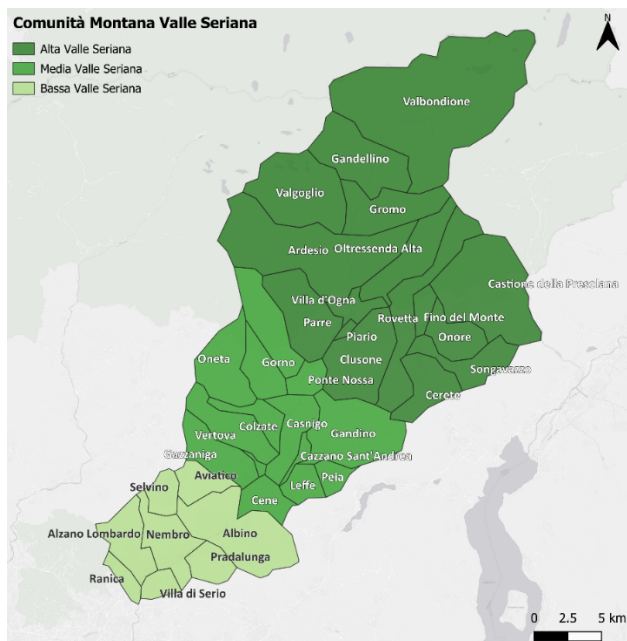 Comunità Montana Valle Seriana
Alta Valle Seriana
Media Valle Seriana
Bassa Valle Seriana
N
Valbondione
Gandellino
Valgoglio
Gromo
Ardesio
Oltressenda Alta
Castione della Presolana
Villa d'Ogna
Parre
Rovetta
Fino del Monte
Piario
Onore
Clusone
Oneta
Gorno
Songavazzo
Ponte Nossa
Cerete
Casnigo
Colzate
Vertova
Gandino
Gazzaniga
Cazzano Sant'Andrea
Aviatico
Peia
Leffe
Selvino
Cene
Alzano Lombardo
Nembro
Albino
Pradalunga
Ranica
Villa di Serio
0 2.5 5 km